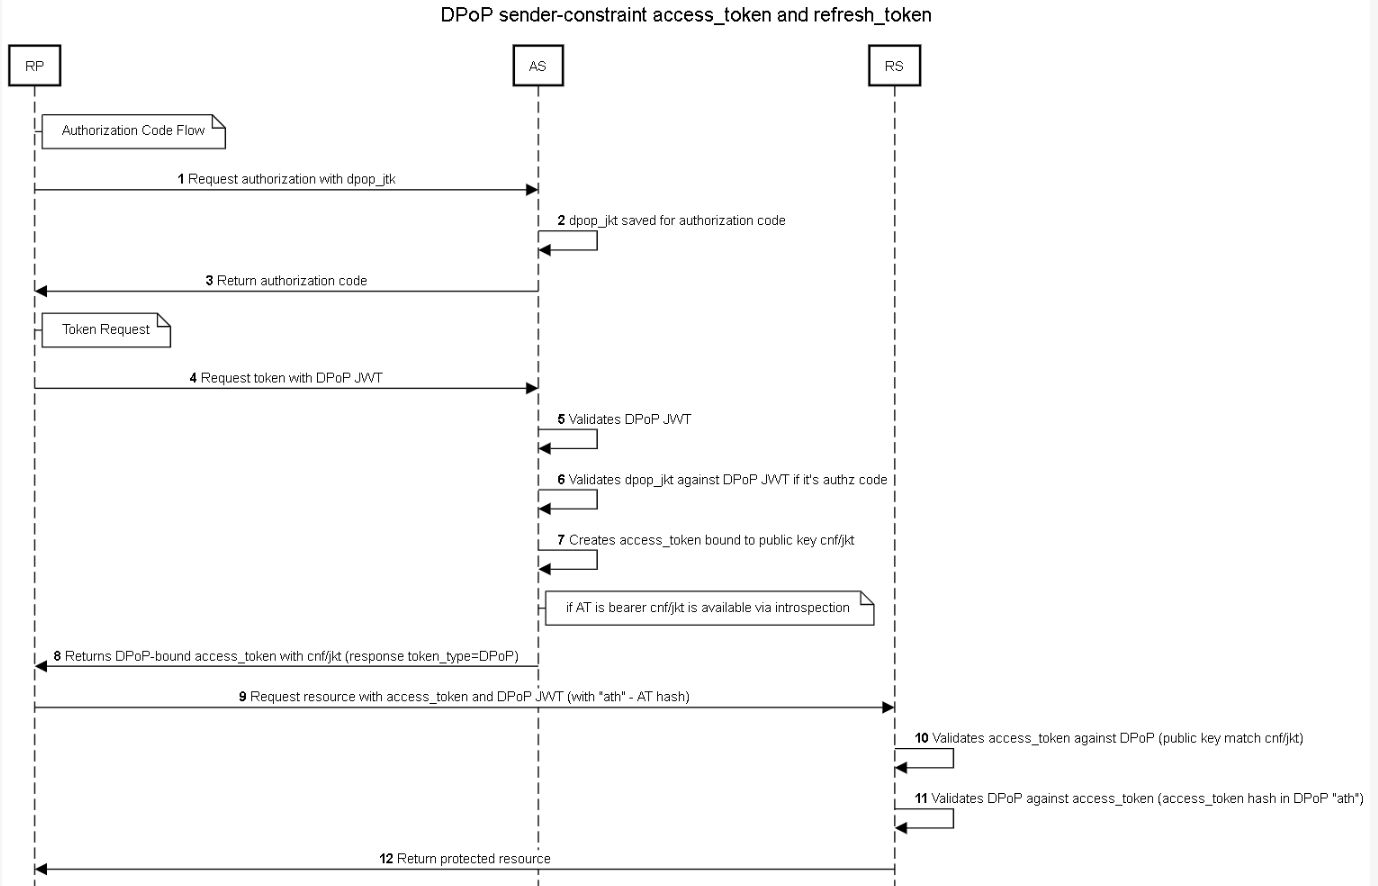 DPoP sender-constraint access_token and refresh_token
RP
AS
RS
Authorization Code Flow
1 Request authorization with dpop_jtk
2 dpop_jkt saved for authorization code
3 Return authorization code
Token Request
4 Request token with DPoP JWT
5 Validates DPoP JWT
6 Validates dpop_jkt against DPoP JWT if it's authz code
7 Creates access_token bound to public key cnf/jkt
if AT is bearer cnf/jkt is available via introspection
8 Returns DPoP-bound access_token with cnf/jkt (response token_type=DPoP)
9 Request resource with access_token and DPoP JWT (with "ath" - AT hash)
10 Validates access_token against DPoP (public key match cnf/jkt)
11 Validates DPoP against access_token (access_token hash in DPoP "ath")
12 Return protected resource